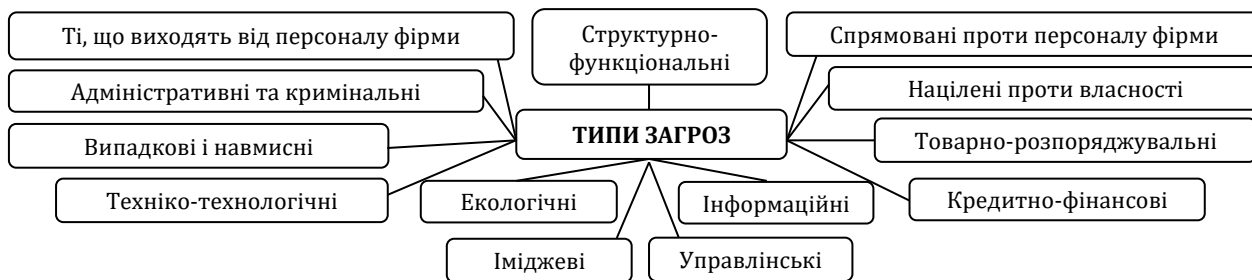 Ті, що виходять від персоналу фірми
Структурно-
функціональні
Спрямовані проти персоналу фірми
Адміністративні та кримінальні
Націлені проти власності
ТИПИ ЗАГРОЗ
Випадкові і навмисні
Товарно-розпоряджувальні
Техніко-технологічні
Екологічні
Інформаційні
Кредитно-фінансові
Іміджеві
Управлінські